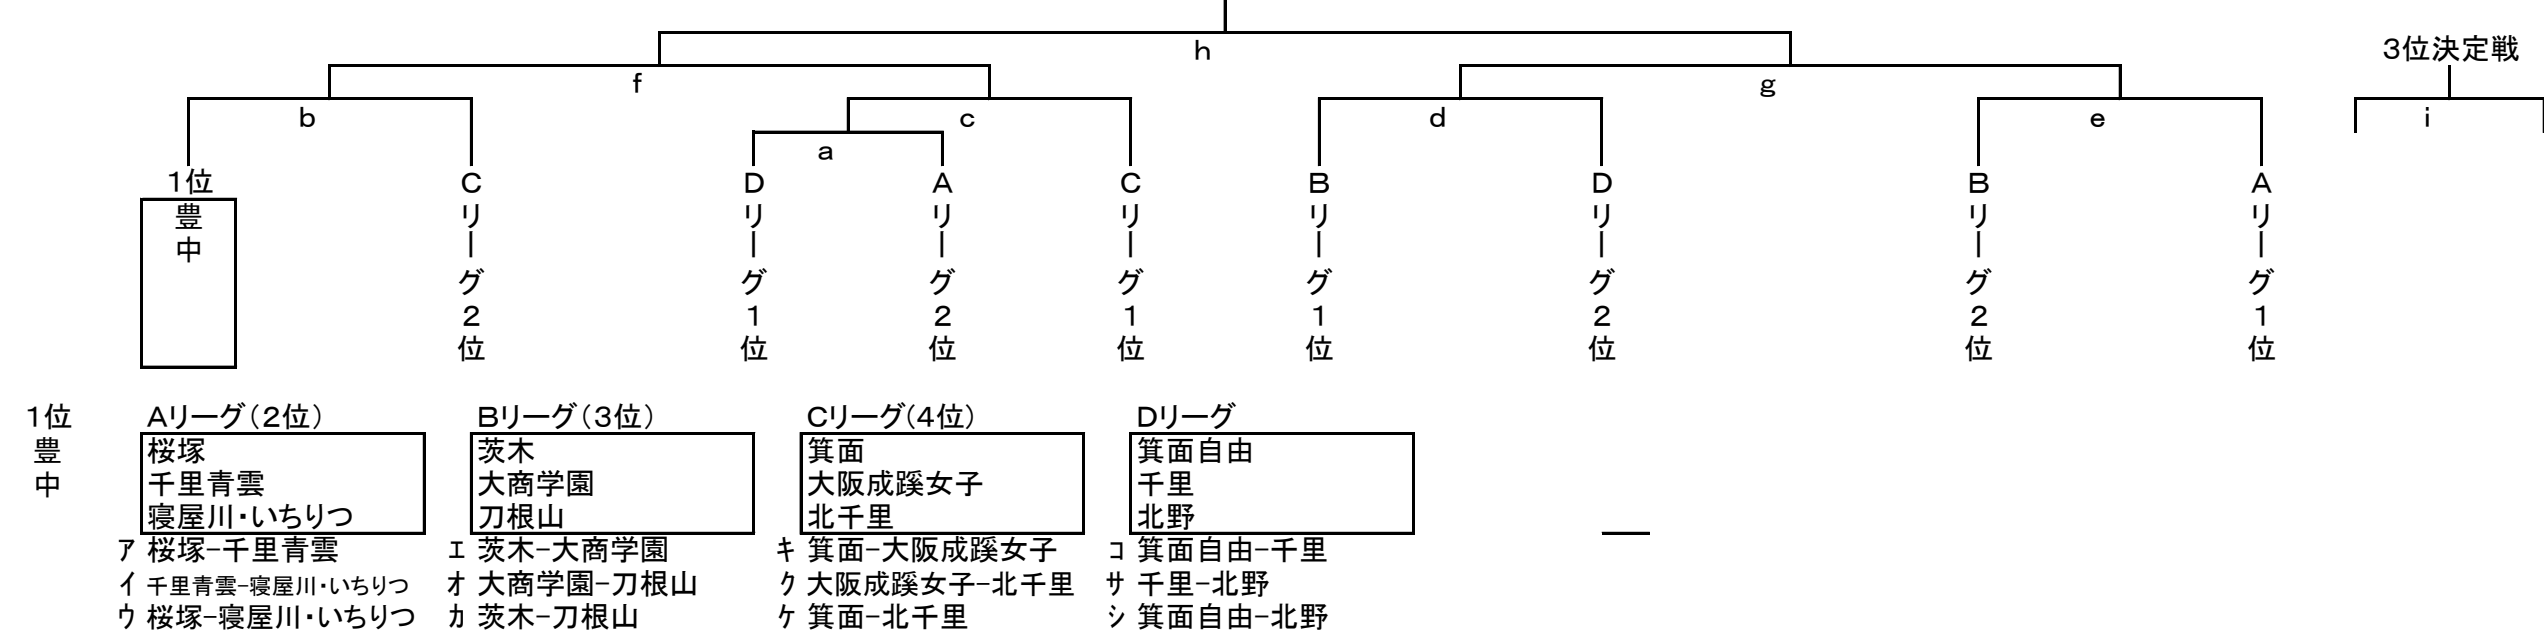 h
3位決定戦
f
g
b
c
d
e
i
a
1位
豊中
Cリーグ2位
Dリーグ1位
Aリーグ2位
Cリーグ1位
Bリーグ1位
Dリーグ2位
Bリーグ2位
Aリーグ1位
1位
豊中
Aリーグ(2位)
桜塚
千里青雲
寝屋川・いちりつ
ア 桜塚-千里青雲
イ 千里青雲-寝屋川・いちりつ
ウ 桜塚-寝屋川・いちりつ
Bリーグ(3位)
茨木
大商学園
刀根山
エ 茨木-大商学園
オ 大商学園-刀根山
カ 茨木-刀根山
Cリーグ(4位)
箕面
大阪成蹊女子
北千里
キ 箕面-大阪成蹊女子
ク 大阪成蹊女子-北千里
ケ 箕面-北千里
Dリーグ
箕面自由
千里
北野
コ 箕面自由-千里
サ 千里-北野
シ 箕面自由-北野